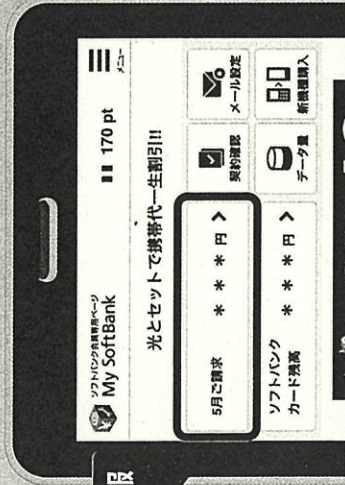 ソフトバンク会員専用ページ
My SoftBank
170 pt
メニュー
光とセットで携帯代一生割引!!
5月ご請求 ＊＊＊円 >
契約確認
メール設定
ソフトバンク
カード残高 ＊＊＊円 >
データ量
新機種購入